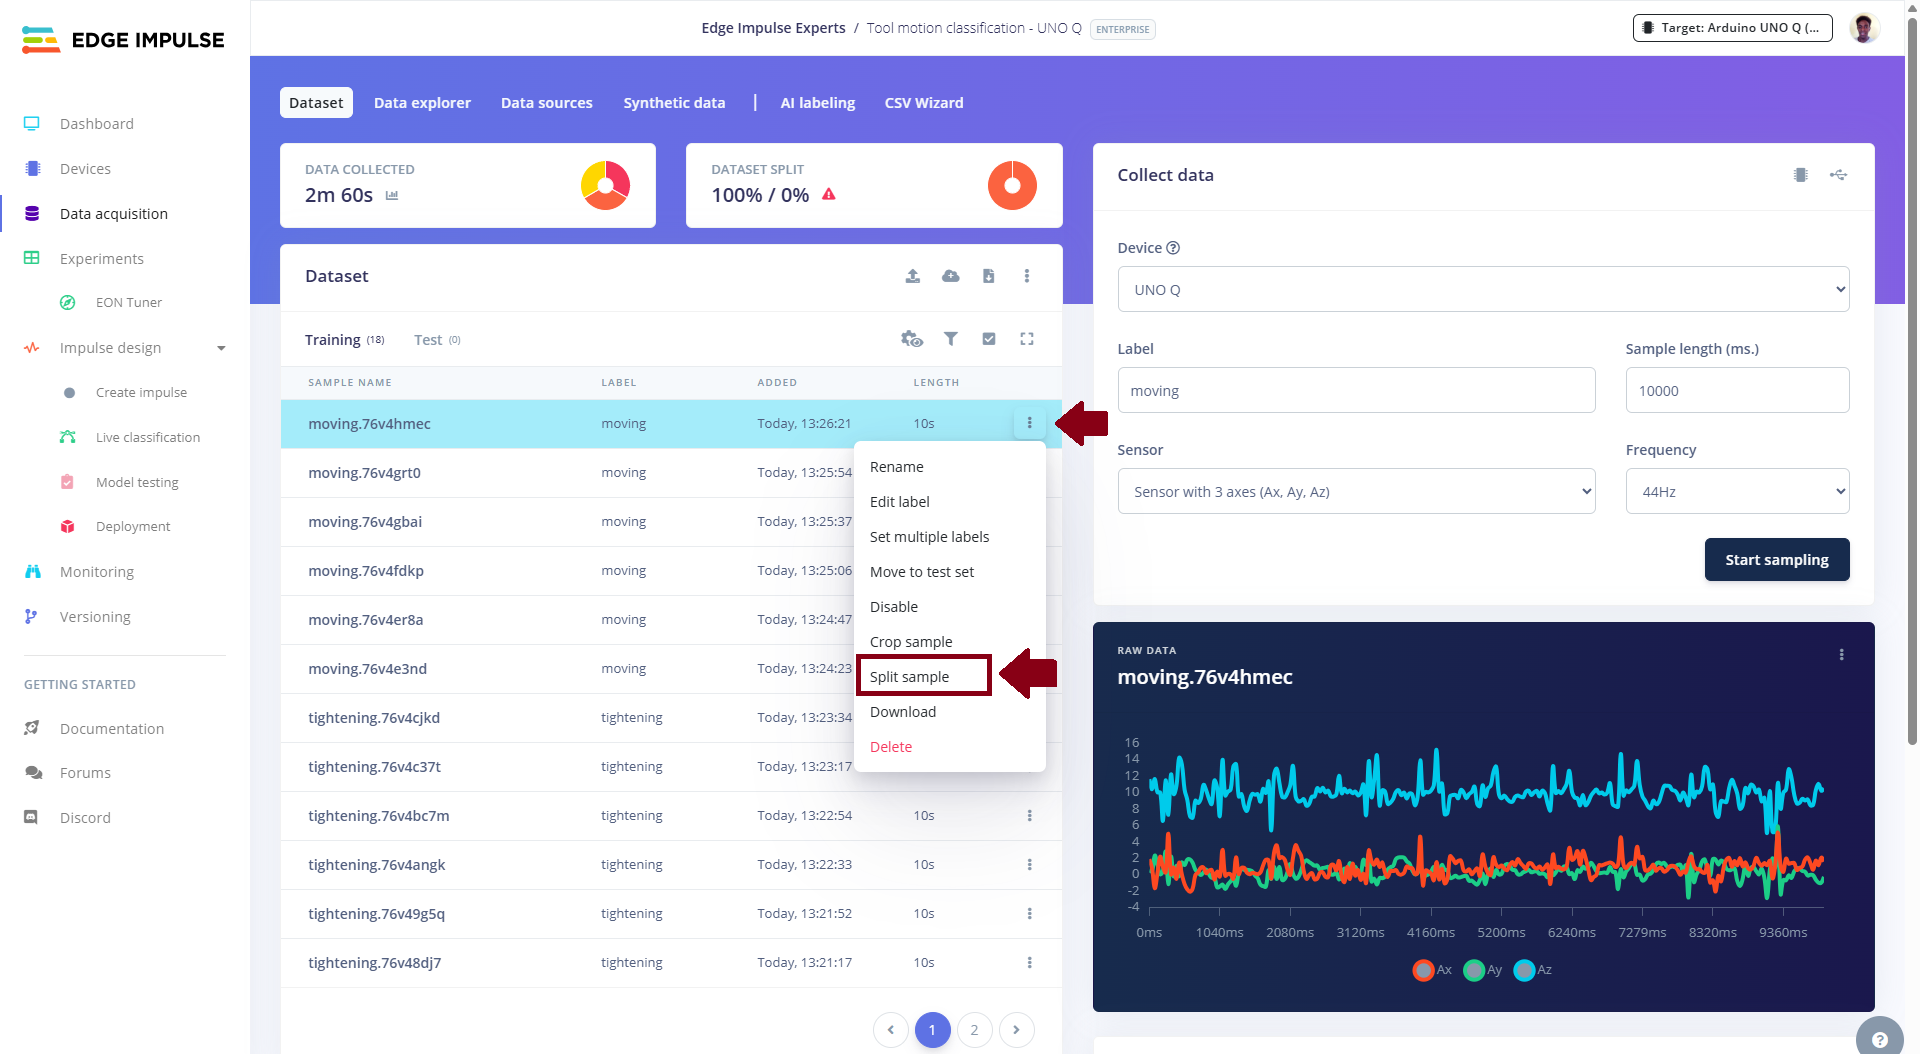 EDGE IMPULSE
Edge Impulse Experts / Tool motion classification - UNO Q ENTERPRISE
Target: Arduino UNO Q (...
Dashboard
Devices
Data acquisition
Experiments
EON Tuner
Impulse design
Create impulse
Live classification
Model testing
Deployment
Monitoring
Versioning
GETTING STARTED
Documentation
Forums
Discord
Dataset Data explorer Data sources Synthetic data | AI labeling CSV Wizard
DATA COLLECTED
2m 60s
DATASET SPLIT
100% / 0%
Dataset
Training (18) Test (0)
SAMPLE NAME LABEL ADDED LENGTH
moving.76v4hmec moving Today, 13:26:21 10s
moving.76v4grt0 moving Today, 13:25:54
moving.76v4gbai moving Today, 13:25:37
moving.76v4fdkp moving Today, 13:25:06
moving.76v4er8a moving Today, 13:24:47
moving.76v4e3nd moving Today, 13:24:23
tightening.76v4cjkd tightening Today, 13:23:34
tightening.76v4c37t tightening Today, 13:23:17
tightening.76v4bc7m tightening Today, 13:22:54 10s
tightening.76v4angk tightening Today, 13:22:33 10s
tightening.76v49g5q tightening Today, 13:21:52 10s
tightening.76v48dj7 tightening Today, 13:21:17 10s
Rename
Edit label
Set multiple labels
Move to test set
Disable
Crop sample
Split sample
Download
Delete
1 2
Collect data
Device ?
UNO Q
Label
moving
Sample length (ms.)
10000
Sensor
Sensor with 3 axes (Ax, Ay, Az)
Frequency
44Hz
Start sampling
RAW DATA
moving.76v4hmec
16
14
12
10
8
6
4
2
0
-2
-4
0ms 1040ms 2080ms 3120ms 4160ms 5200ms 6240ms 7279ms 8320ms 9360ms
Ax Ay Az
?